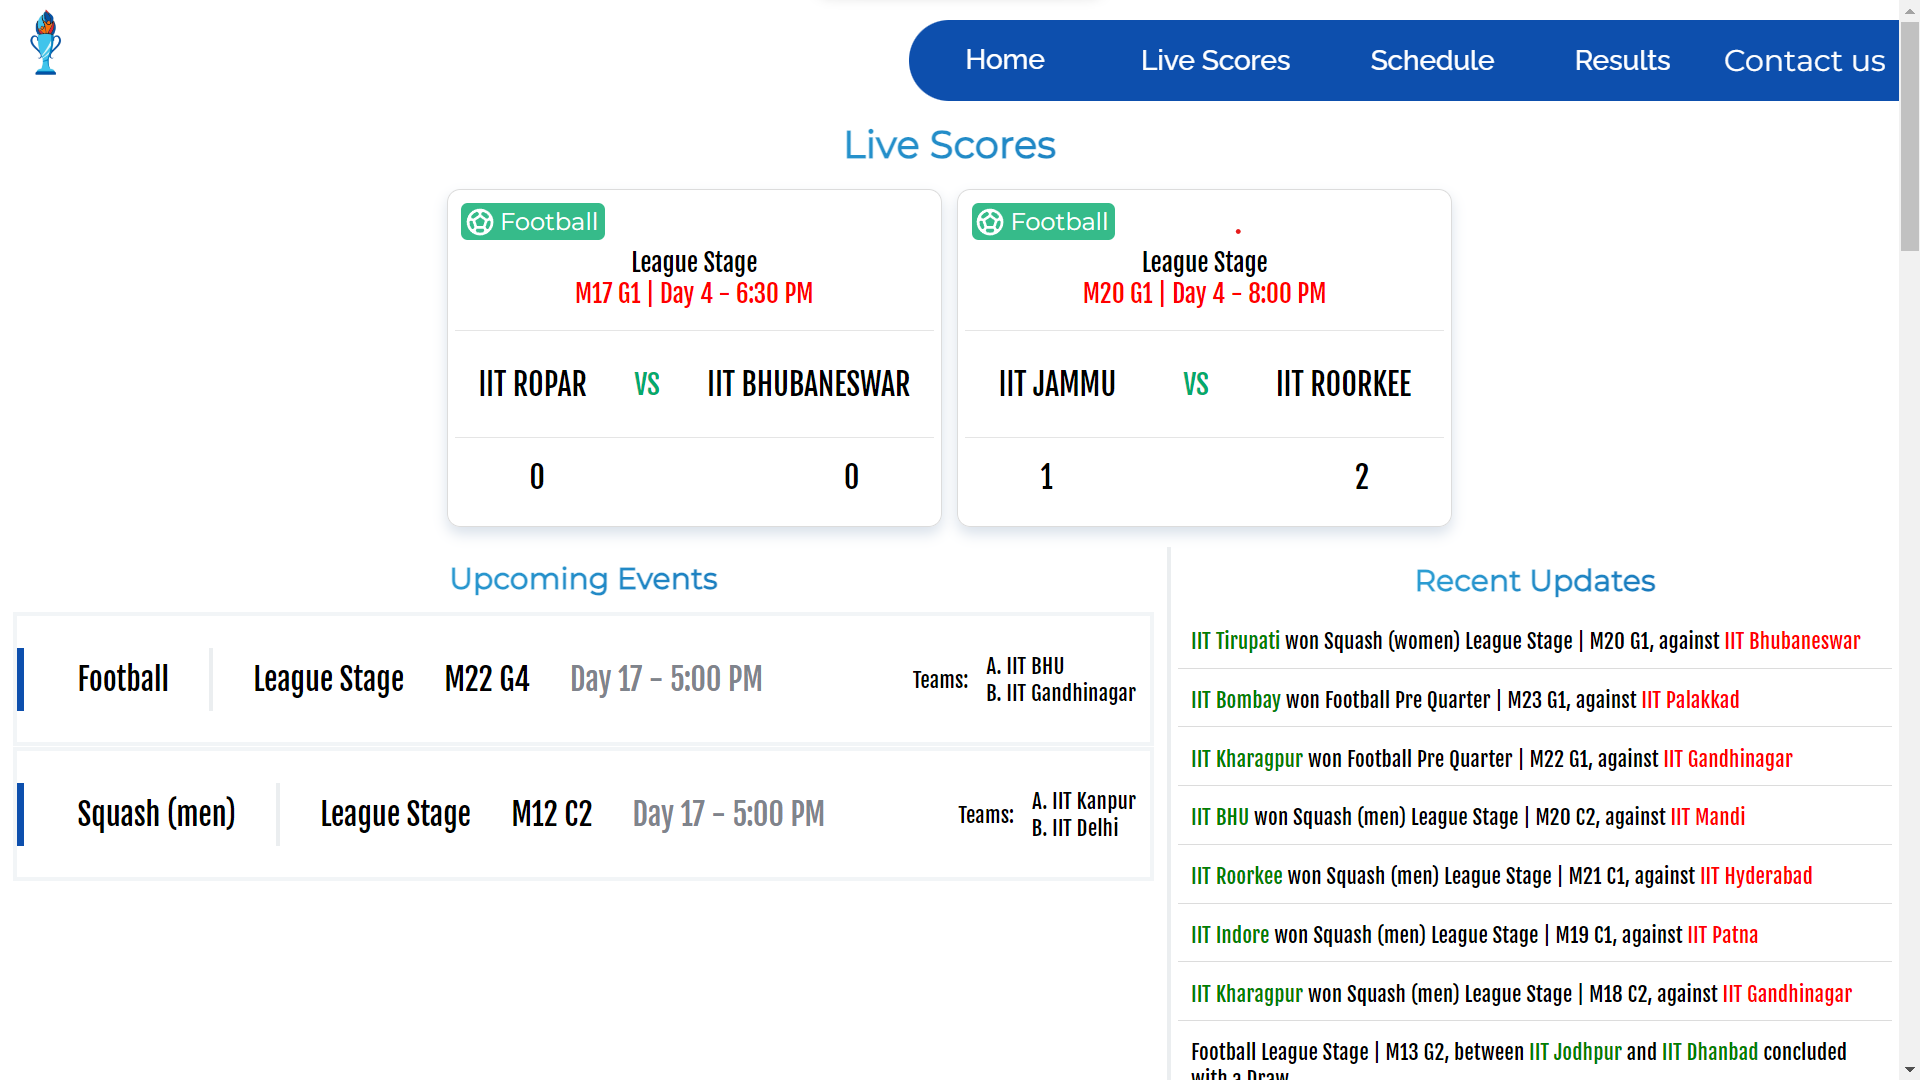 Home Live Scores Schedule Results Contact us
Live Scores
Football
League Stage
M17 G1 | Day 4 - 6:30 PM
IIT ROPAR VS IIT BHUBANESWAR
0 0
Football
League Stage
M20 G1 | Day 4 - 8:00 PM
IIT JAMMU VS IIT ROORKEE
1 2
Upcoming Events
Football League Stage M22 G4 Day 17 - 5:00 PM Teams: A. IIT BHU
B. IIT Gandhinagar
Squash (men) League Stage M12 C2 Day 17 - 5:00 PM Teams: A. IIT Kanpur
B. IIT Delhi
Recent Updates
IIT Tirupati won Squash (women) League Stage | M20 G1, against IIT Bhubaneswar
IIT Bombay won Football Pre Quarter | M23 G1, against IIT Palakkad
IIT Kharagpur won Football Pre Quarter | M22 G1, against IIT Gandhinagar
IIT BHU won Squash (men) League Stage | M20 C2, against IIT Mandi
IIT Roorkee won Squash (men) League Stage | M21 C1, against IIT Hyderabad
IIT Indore won Squash (men) League Stage | M19 C1, against IIT Patna
IIT Kharagpur won Squash (men) League Stage | M18 C2, against IIT Gandhinagar
Football League Stage | M13 G2, between IIT Jodhpur and IIT Dhanbad concluded
with a Draw